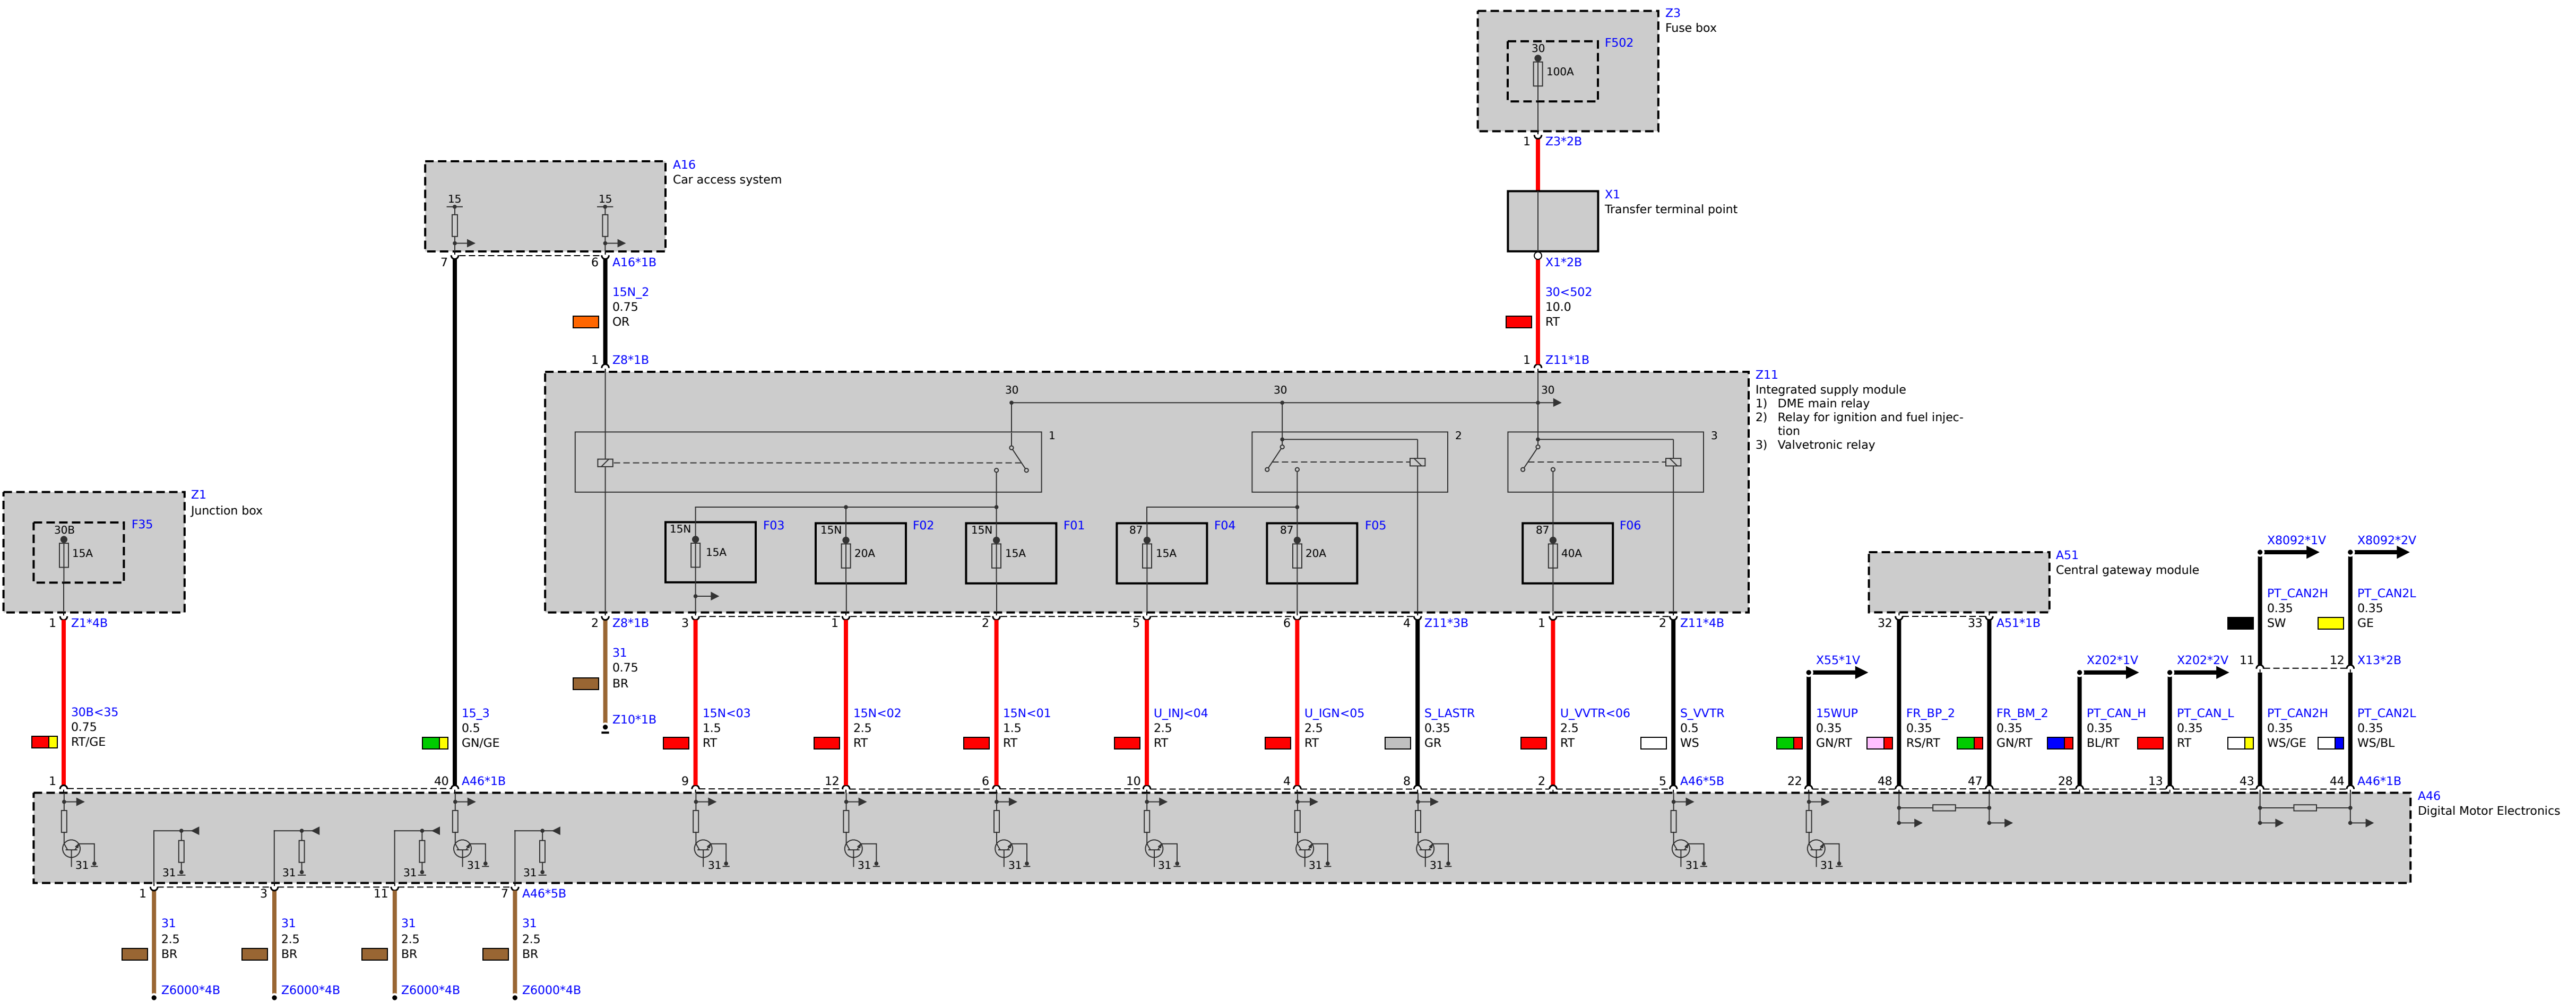 Z3
Fuse box
30
F502
100A
1
Z3*2B
A16
Car access system
15
15
X1
Transfer terminal point
7
6
A16*1B
X1*2B
15N_2
0.75
OR
30<502
10.0
RT
1
Z8*1B
1
Z11*1B
Z11
Integrated supply module
1) DME main relay
2) Relay for ignition and fuel injec-
tion
3) Valvetronic relay
30
30
30
1
2
3
Z1
Junction box
30B
F35
15A
15N
F03
15A
15N
F02
20A
15N
F01
15A
87
F04
15A
87
F05
20A
87
F06
40A
A51
Central gateway module
X8092*1V
X8092*2V
PT_CAN2H
0.35
SW
PT_CAN2L
0.35
GE
1
Z1*4B
2
Z8*1B
3
1
2
5
6
4
Z11*3B
1
2
Z11*4B
32
33
A51*1B
31
0.75
BR
Z10*1B
X55*1V
X202*1V
X202*2V
11
12
X13*2B
30B<35
0.75
RT/GE
15_3
0.5
GN/GE
15N<03
1.5
RT
15N<02
2.5
RT
15N<01
1.5
RT
U_INJ<04
2.5
RT
U_IGN<05
2.5
RT
S_LASTR
0.35
GR
U_VVTR<06
2.5
RT
S_VVTR
0.5
WS
15WUP
0.35
GN/RT
FR_BP_2
0.35
RS/RT
FR_BM_2
0.35
GN/RT
PT_CAN_H
0.35
BL/RT
PT_CAN_L
0.35
RT
PT_CAN2H
0.35
WS/GE
PT_CAN2L
0.35
WS/BL
1
40
A46*1B
9
12
6
10
4
8
2
5
A46*5B
22
48
47
28
13
43
44
A46*1B
A46
Digital Motor Electronics
31
31
31
31
31
31
31
31
31
31
31
31
31
31
1
3
11
7
A46*5B
31
2.5
BR
31
2.5
BR
31
2.5
BR
31
2.5
BR
Z6000*4B
Z6000*4B
Z6000*4B
Z6000*4B